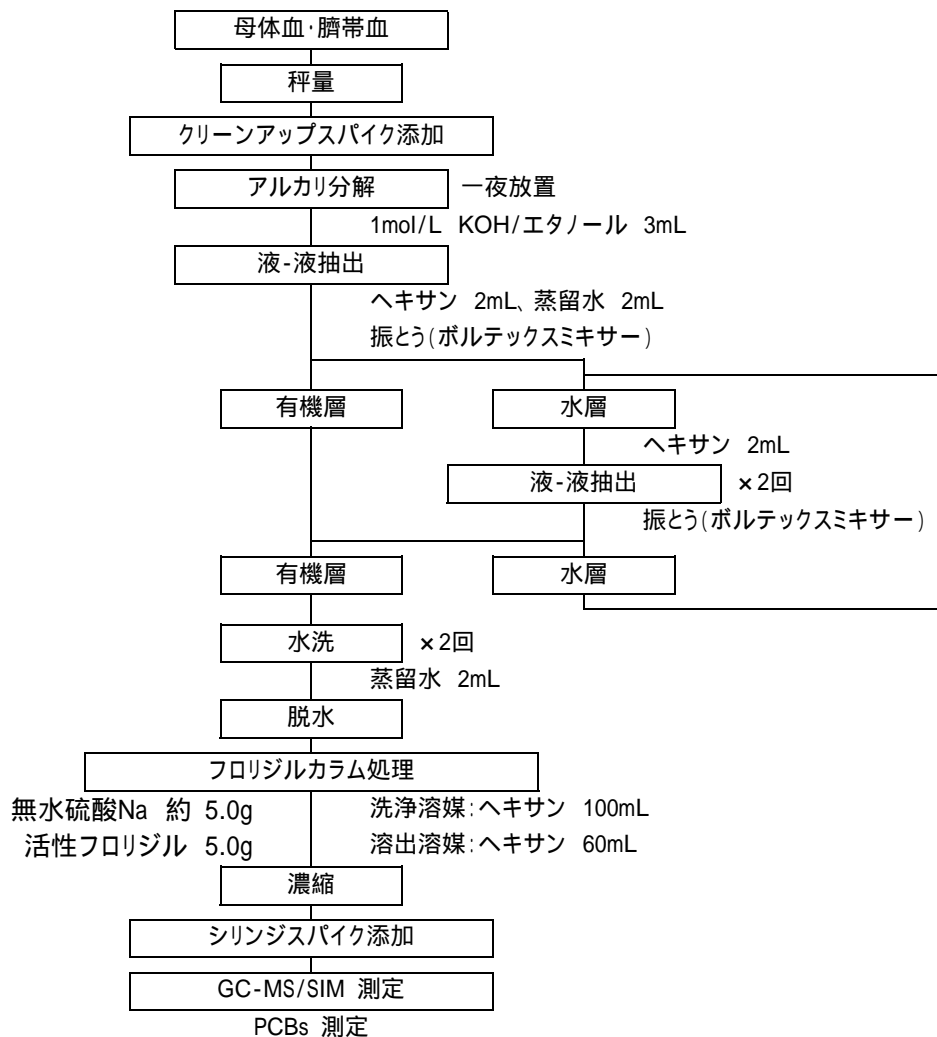 母体血・臍帯血
秤量
クリーンアップスパイク添加
アルカリ分解 一夜放置
1mol/L KOH/エタノール 3mL
液-液抽出
ヘキサン 2mL、蒸留水 2mL
振とう(ボルテックスミキサー)
有機層 水層
ヘキサン 2mL
液-液抽出 ×2回
振とう(ボルテックスミキサー)
有機層 水層
水洗 ×2回
蒸留水 2mL
脱水
フロリジルカラム処理
無水硫酸Na 約 5.0g 洗浄溶媒:ヘキサン 100mL
活性フロリジル 5.0g 溶出溶媒:ヘキサン 60mL
濃縮
シリンジスパイク添加
GC-MS/SIM 測定
PCBs 測定